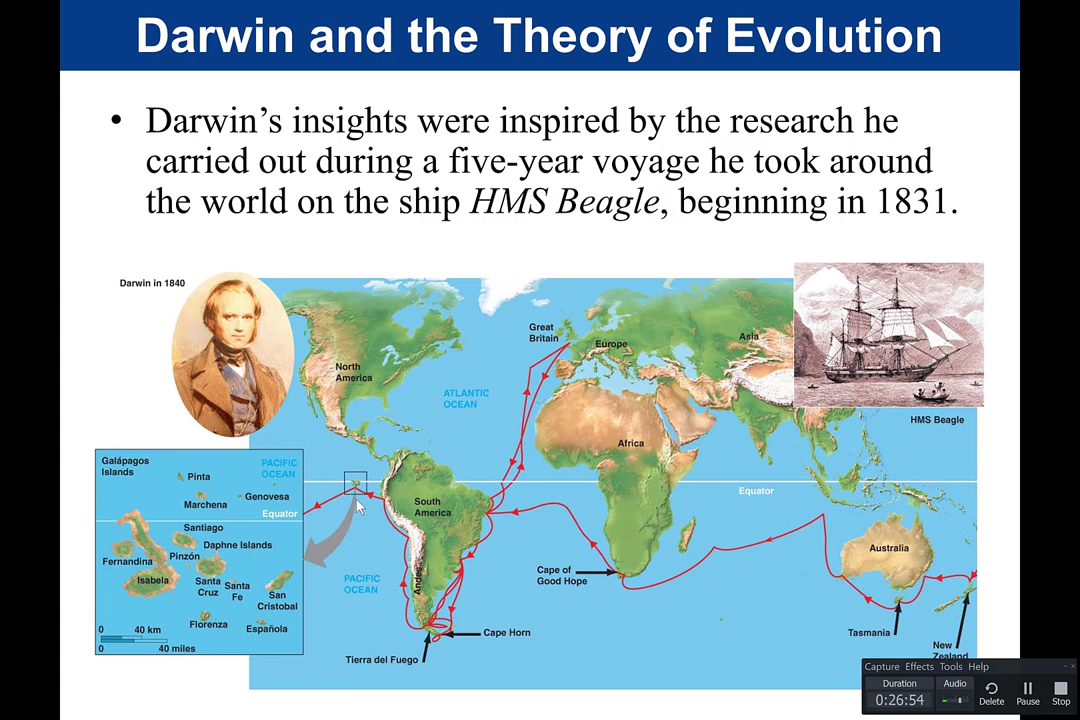 Darwin and the Theory of Evolution
• Darwin’s insights were inspired by the research he
carried out during a five-year voyage he took around
the world on the ship HMS Beagle, beginning in 1831.
Darwin in 1840
Great
Britain
Europe
Asia
North
America
ATLANTIC
OCEAN
HMS Beagle
Africa
Galápagos
Islands
PACIFIC
OCEAN
Pinta
Genovesa
Marchena
Equator
Santiago
Daphne Islands
Pinzón
Fernandina
Isabela
Santa
Cruz
Santa
Fe
San
Cristobal
Florenza
Española
0 40 km
0 40 miles
Equator
South
America
Andes
PACIFIC
OCEAN
Cape of
Good Hope
Australia
Cape Horn
Tierra del Fuego
Tasmania
New
Zealand
Capture Effects Tools Help
Duration
0:26:54
Audio
Delete
Pause
Stop